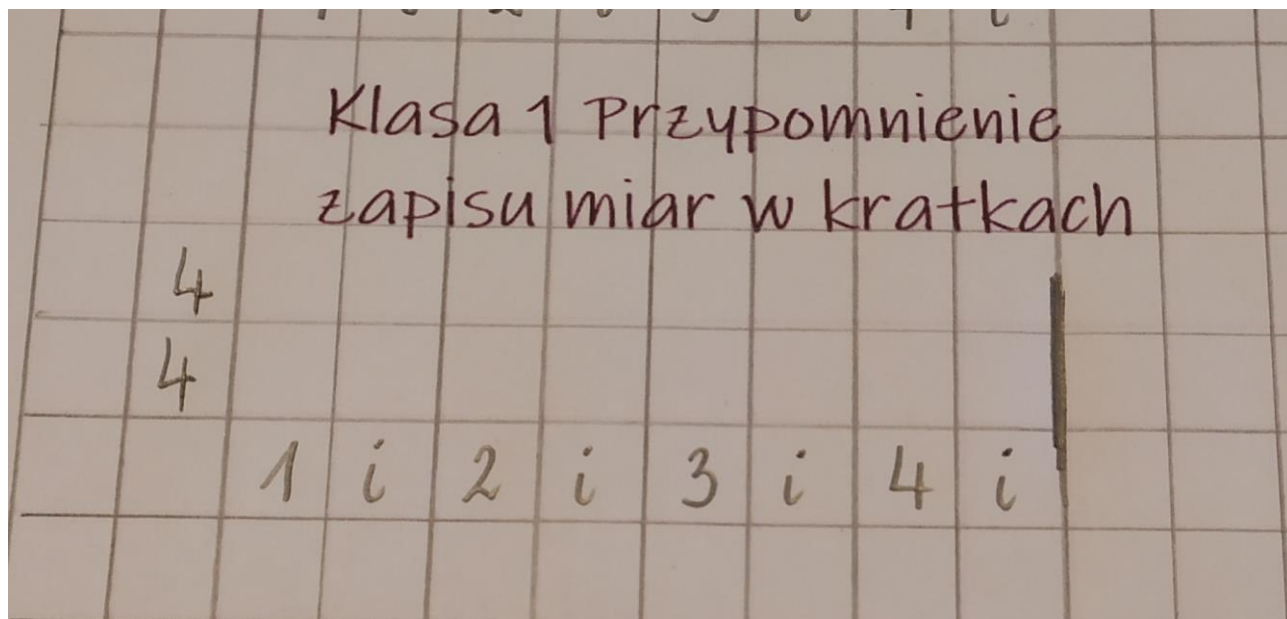 Klasa 1 Przypomnienie
zapisu miar w kratkach
4
4
1 i 2 i 3 i 4 i